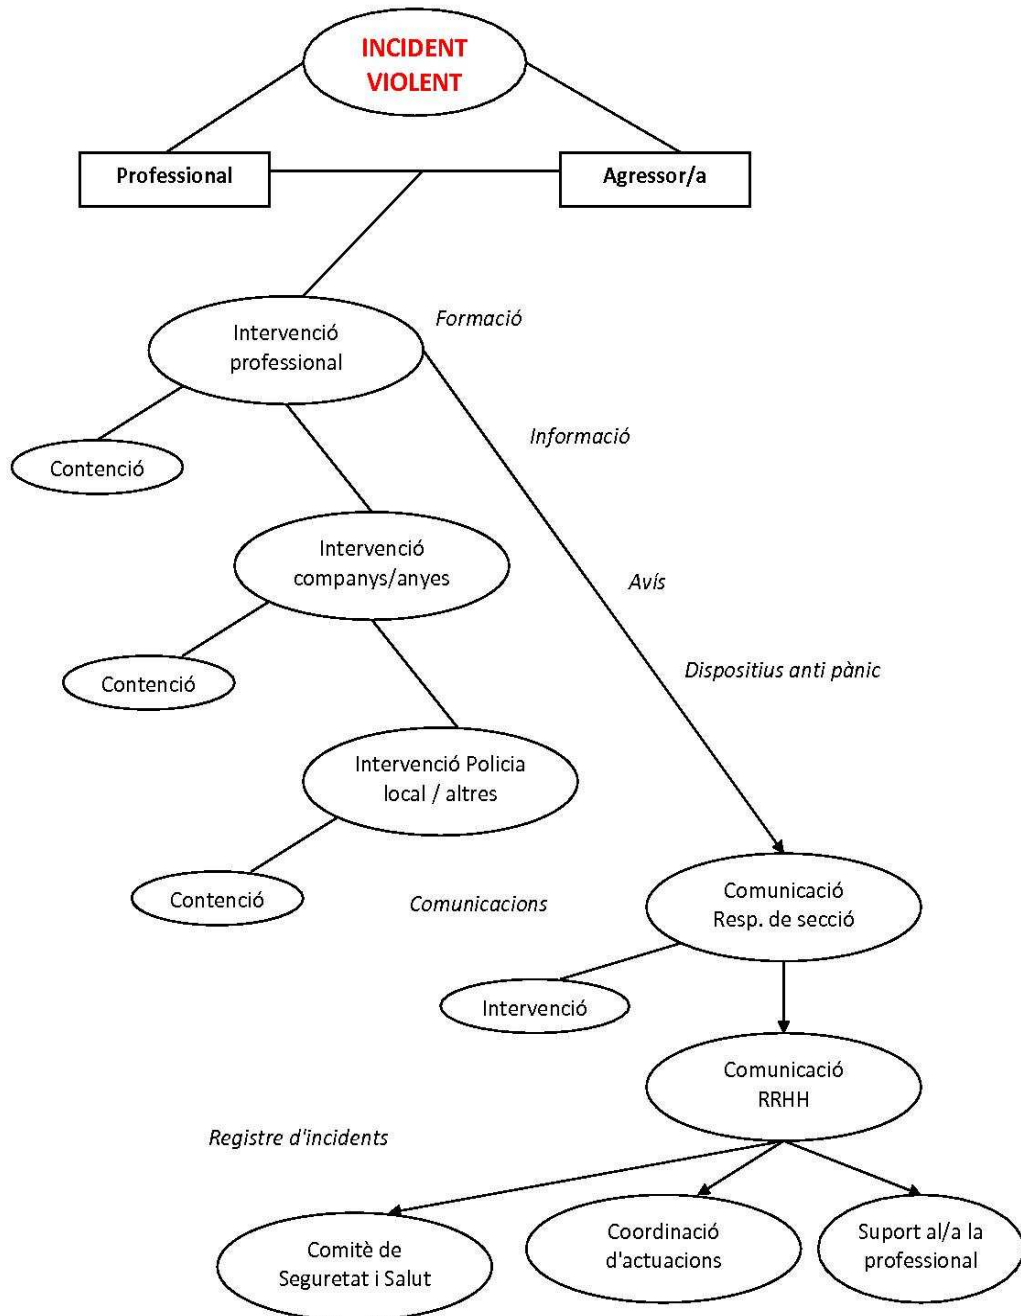 INCIDENT
VIOLENT
Professional
Agressor/a
Formació
Intervenció
professional
Informació
Contenció
Intervenció
companys/anyes
Avís
Dispositius anti pànic
Contenció
Intervenció Policia
local / altres
Contenció
Comunicacions
Comunicació
Resp. de secció
Intervenció
Comunicació
RRHH
Registre d'incidents
Comitè de
Seguretat i Salut
Coordinació
d'actuacions
Suport al/a la
professional